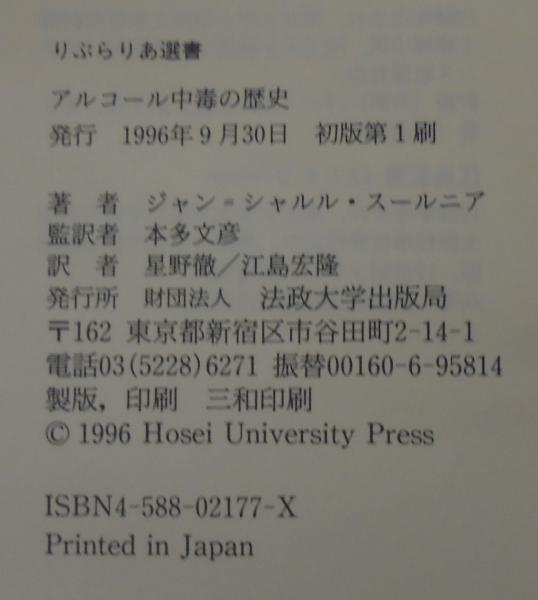 りぶらりあ選書
アルコール中毒の歴史
発行 1996年9月30日 初版第1刷
著者 ジャン=シャルル・スールニア
監訳者 本多文彦
訳者 星野徹/江島宏隆
発行所 財団法人 法政大学出版局
〒162 東京都新宿区市谷田町2-14-1
電話03(5228)6271 振替00160-6-95814
製版,印刷 三和印刷
© 1996 Hosei University Press
ISBN4-588-02177-X
Printed in Japan